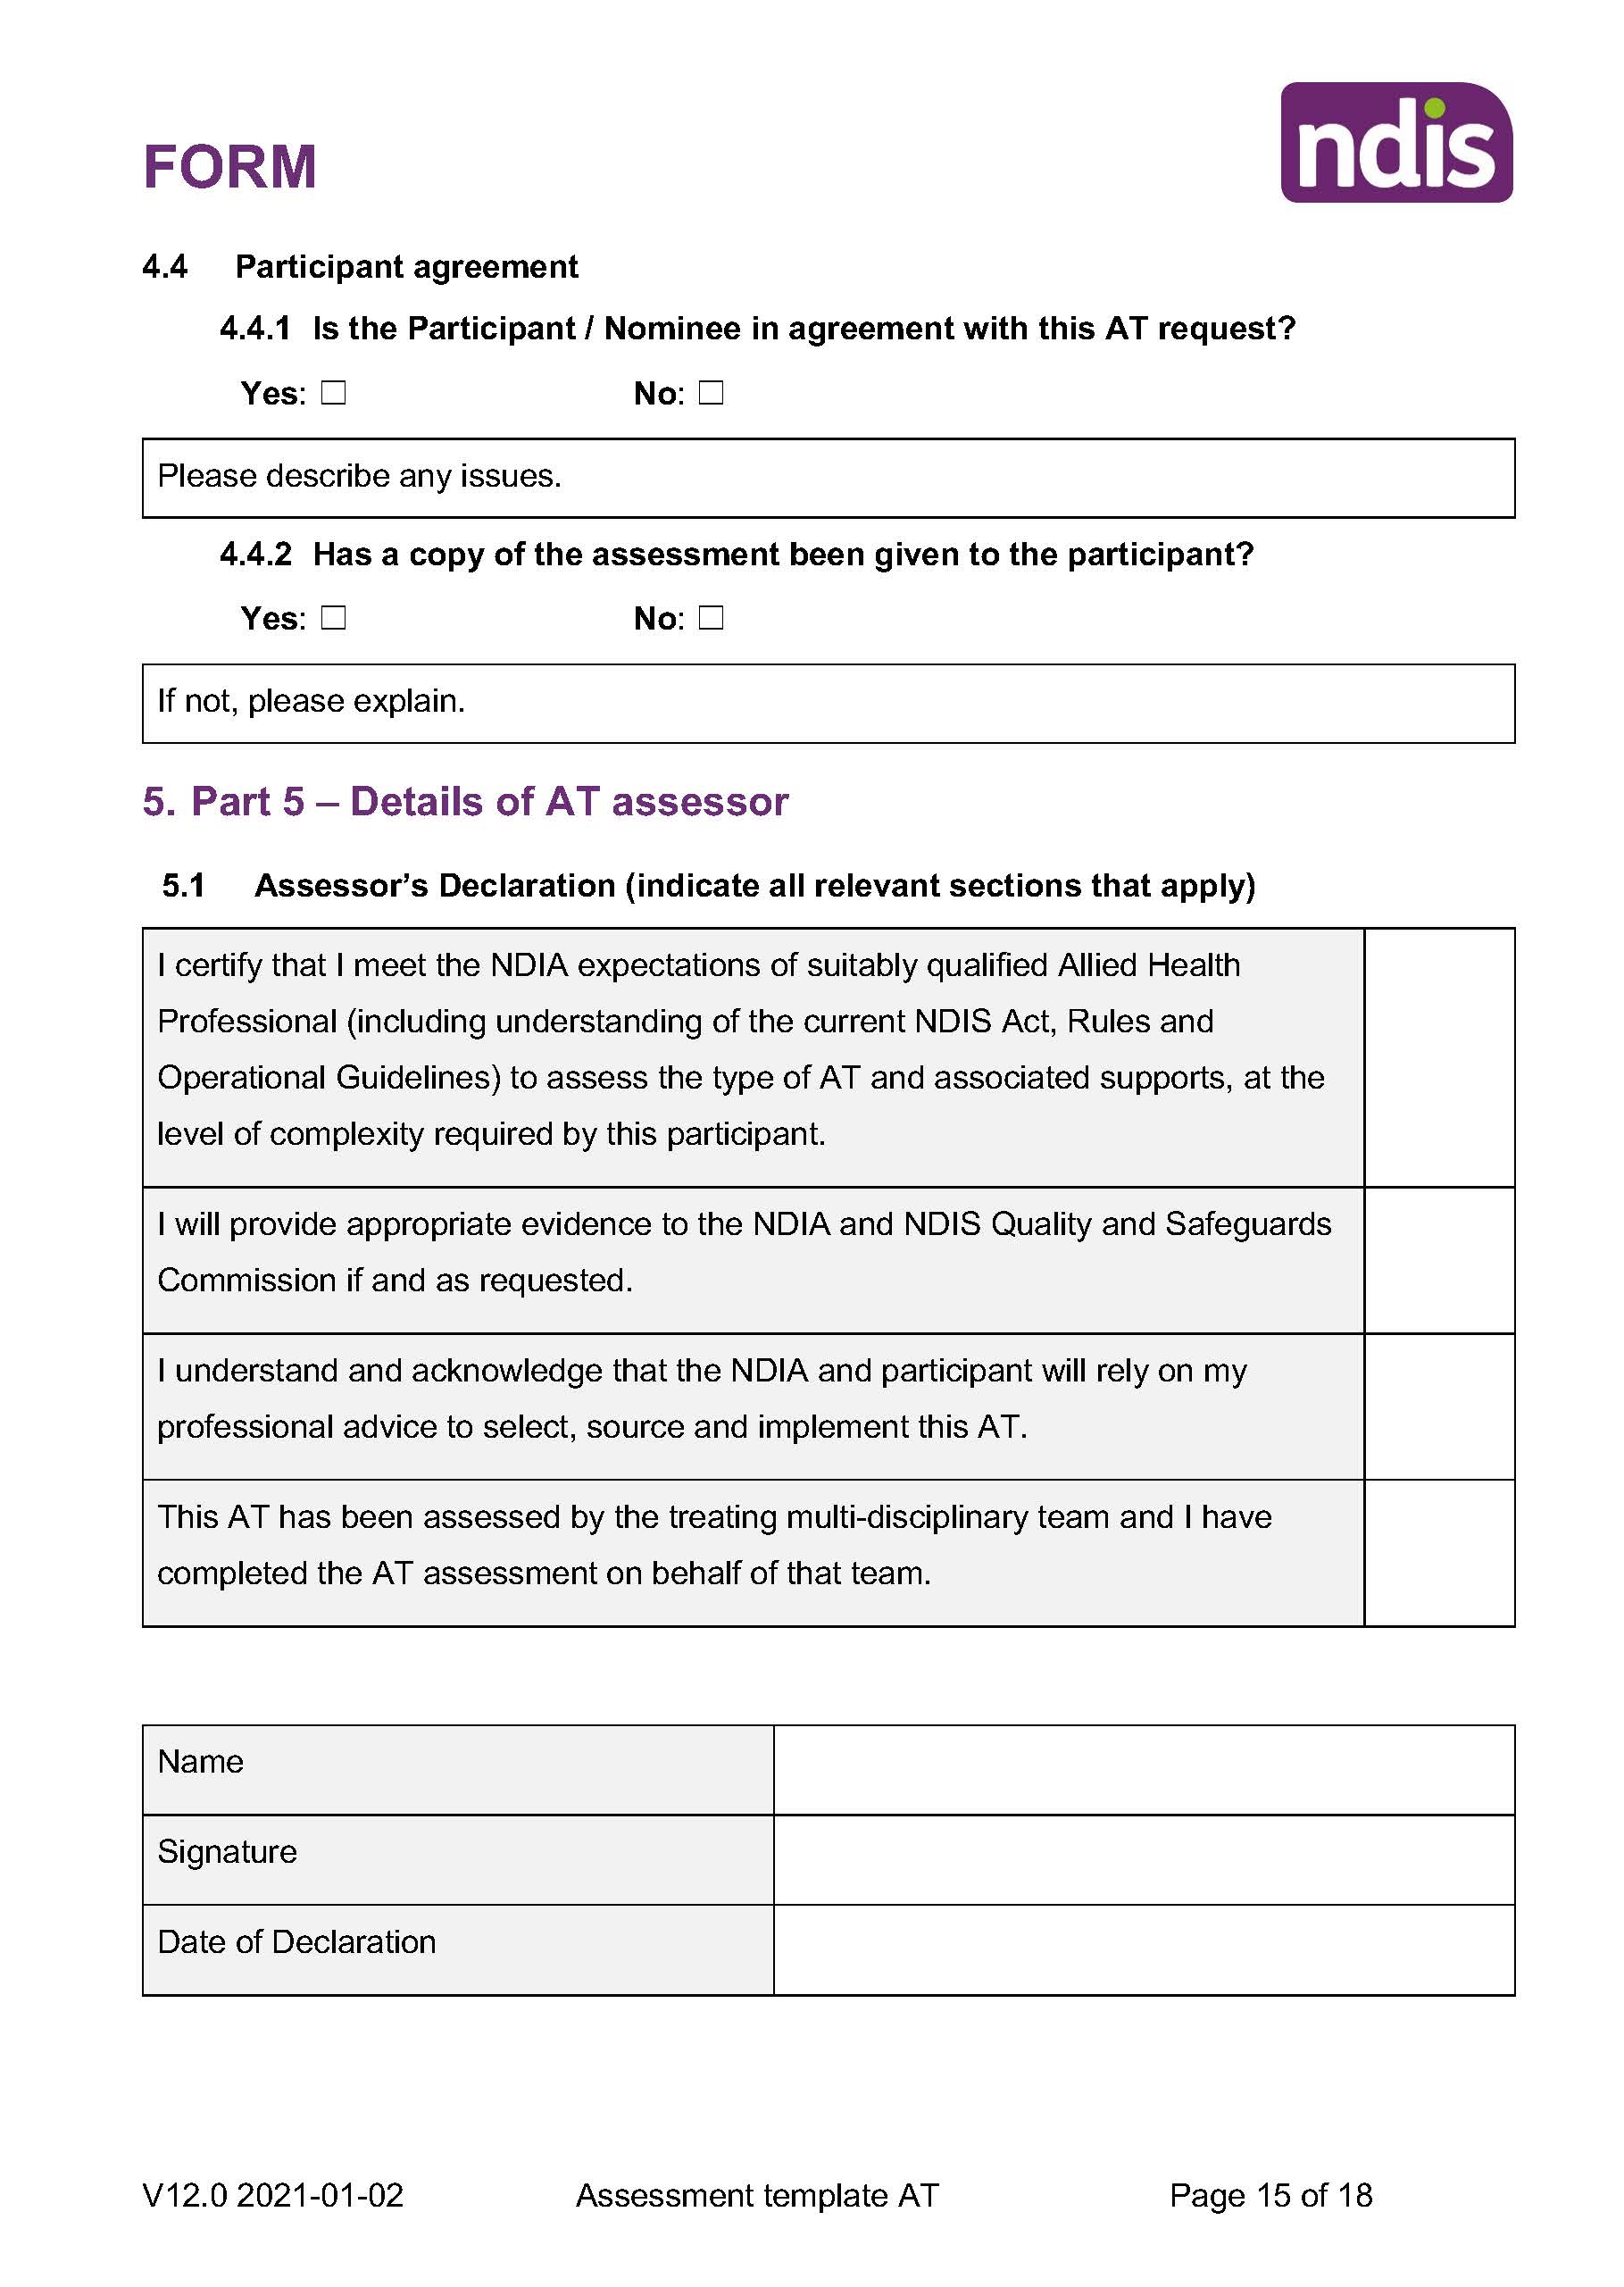 FORM
ndis
4.4 Participant agreement
4.4.1 Is the Participant / Nominee in agreement with this AT request?
Yes: ☐ No: ☐
Please describe any issues.
4.4.2 Has a copy of the assessment been given to the participant?
Yes: ☐ No: ☐
If not, please explain.
5. Part 5 – Details of AT assessor
5.1 Assessor’s Declaration (indicate all relevant sections that apply)
I certify that I meet the NDIA expectations of suitably qualified Allied Health
Professional (including understanding of the current NDIS Act, Rules and
Operational Guidelines) to assess the type of AT and associated supports, at the
level of complexity required by this participant.
I will provide appropriate evidence to the NDIA and NDIS Quality and Safeguards
Commission if and as requested.
I understand and acknowledge that the NDIA and participant will rely on my
professional advice to select, source and implement this AT.
This AT has been assessed by the treating multi-disciplinary team and I have
completed the AT assessment on behalf of that team.
Name
Signature
Date of Declaration
V12.0 2021-01-02 Assessment template AT Page 15 of 18